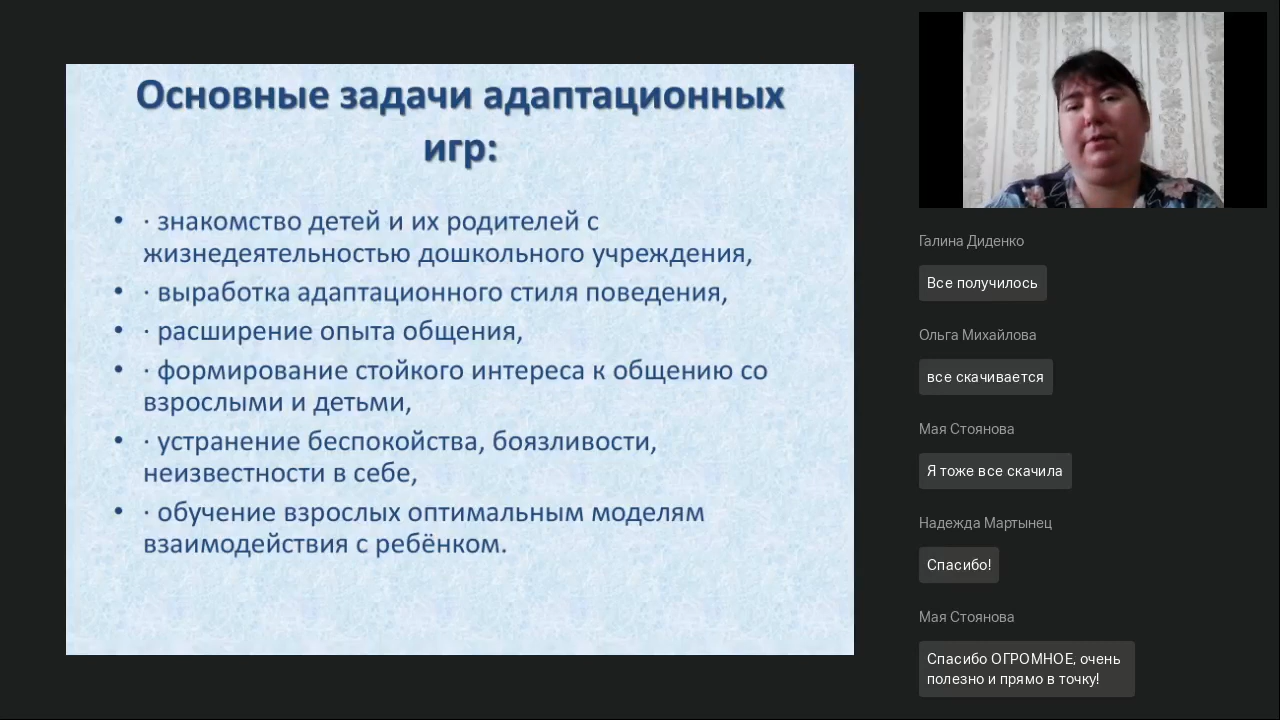 Основные задачи адаптационных
игр:
• · знакомство детей и их родителей с
жизнедеятельностью дошкольного учреждения,
• · выработка адаптационного стиля поведения,
• · расширение опыта общения,
• · формирование стойкого интереса к общению со
взрослыми и детьми,
• · устранение беспокойства, боязливости,
неизвестности в себе,
• · обучение взрослых оптимальным моделям
взаимодействия с ребёнком.
Галина Диденко
Все получилось
Ольга Михайлова
все скачивается
Мая Стоянова
Я тоже все скачила
Надежда Мартынец
Спасибо!
Мая Стоянова
Спасибо ОГРОМНОЕ, очень
полезно и прямо в точку!